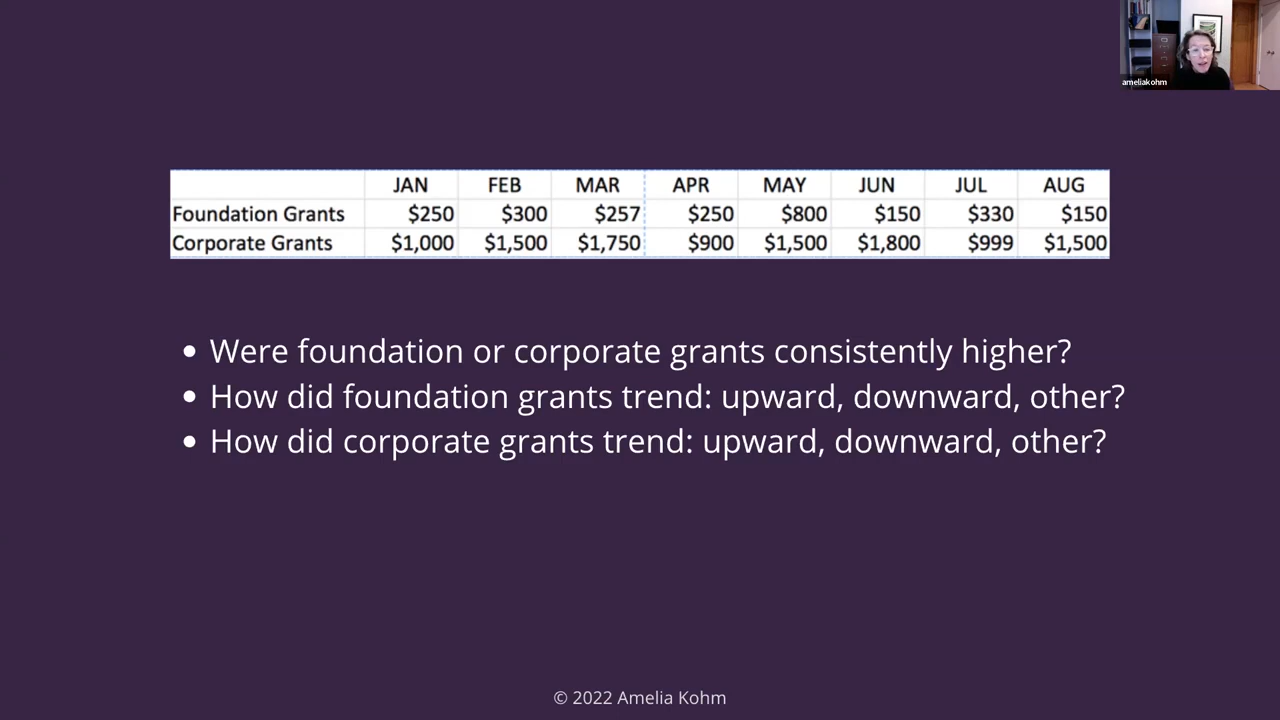 ameliakohm
JAN FEB MAR APR MAY JUN JUL AUG
Foundation Grants $250 $300 $257 $250 $800 $150 $330 $150
Corporate Grants $1,000 $1,500 $1,750 $900 $1,500 $1,800 $999 $1,500
• Were foundation or corporate grants consistently higher?
• How did foundation grants trend: upward, downward, other?
• How did corporate grants trend: upward, downward, other?
© 2022 Amelia Kohm